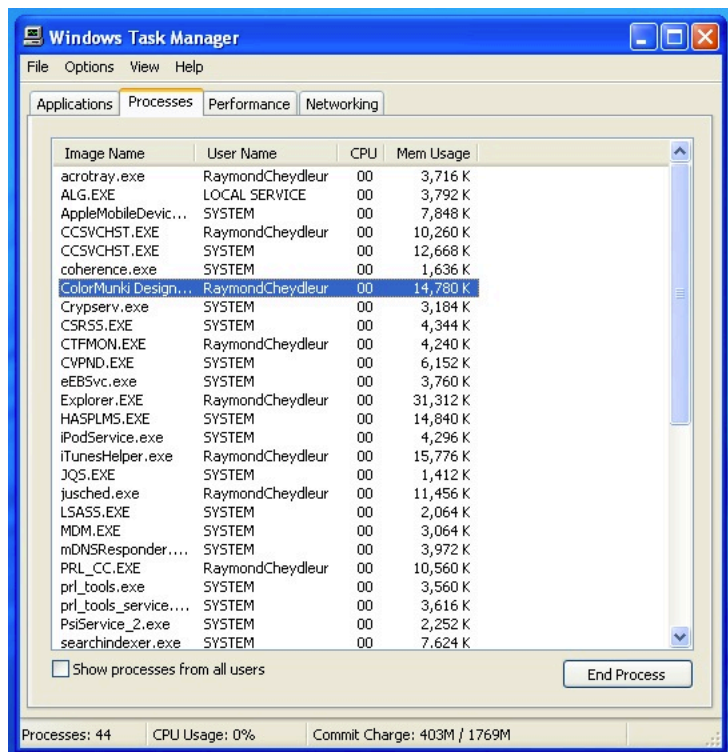 Windows Task Manager
File Options View Help
Applications Processes Performance Networking
Image Name User Name CPU Mem Usage
acrotray.exe RaymondCheydleur 00 3,716 K
ALG.EXE LOCAL SERVICE 00 3,792 K
AppleMobileDevic... SYSTEM 00 7,848 K
CCSVCHST.EXE RaymondCheydleur 00 10,260 K
CCSVCHST.EXE SYSTEM 00 12,668 K
coherence.exe SYSTEM 00 1,636 K
ColorMunki Design... RaymondCheydleur 00 14,780 K
Crypserv.exe SYSTEM 00 3,184 K
CSRSS.EXE SYSTEM 00 4,344 K
CTFMON.EXE RaymondCheydleur 00 4,240 K
CVPND.EXE SYSTEM 00 6,152 K
eEBSvc.exe SYSTEM 00 3,760 K
Explorer.EXE RaymondCheydleur 00 31,312 K
HASPLMS.EXE SYSTEM 00 14,840 K
iPodService.exe SYSTEM 00 4,296 K
iTunesHelper.exe RaymondCheydleur 00 15,776 K
JQS.EXE SYSTEM 00 1,412 K
jusched.exe RaymondCheydleur 00 11,456 K
LSASS.EXE SYSTEM 00 2,064 K
MDM.EXE SYSTEM 00 3,064 K
mDNSResponder.... SYSTEM 00 3,972 K
PRL_CC.EXE RaymondCheydleur 00 10,560 K
prl_tools.exe SYSTEM 00 3,560 K
prl_tools_service.... SYSTEM 00 3,616 K
PsiService_2.exe SYSTEM 00 2,252 K
searchindexer.exe SYSTEM 00 7,624 K
Show processes from all users End Process
Processes: 44 CPU Usage: 0% Commit Charge: 403M / 1769M